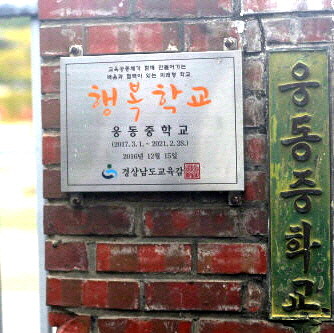 교육공동체가 함께 만들어가는
배움과 협력이 있는 미래형 학교
행복학교
웅동중학교
(2017. 3. 1. ~ 2021. 2. 28.)
2016년 12월 15일
경상남도교육감
웅동중학교